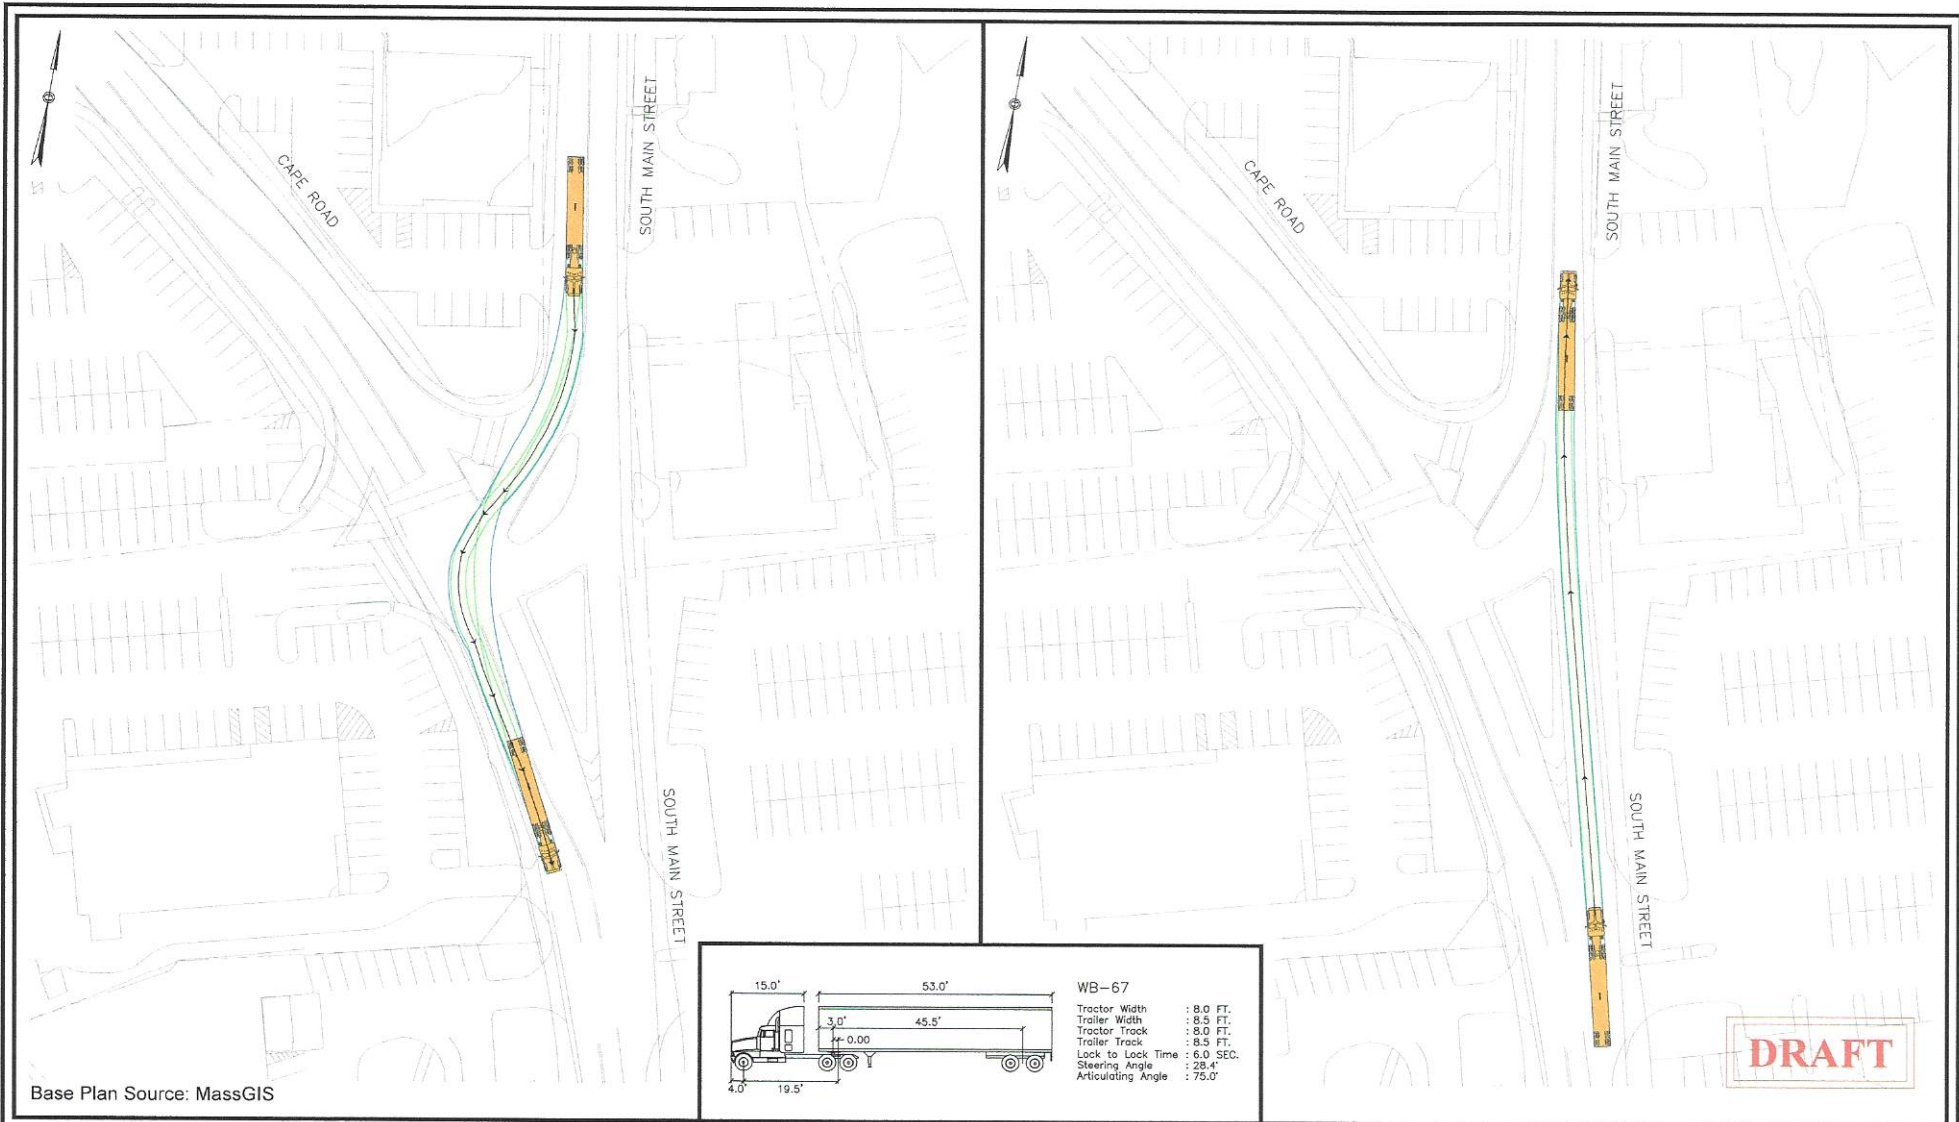 CAPE ROAD
SOUTH MAIN STREET
SOUTH MAIN STREET
CAPE ROAD
SOUTH MAIN STREET
SOUTH MAIN STREET
15.0'
53.0'
3.0'
45.5'
0.00
4.0'
19.5'
WB-67
Tractor Width : 8.0 FT.
Trailer Width : 8.5 FT.
Tractor Track : 8.0 FT.
Trailer Track : 8.5 FT.
Lock to Lock Time : 6.0 SEC.
Steering Angle : 28.4°
Articulating Angle : 75.0°
DRAFT
Base Plan Source: MassGIS